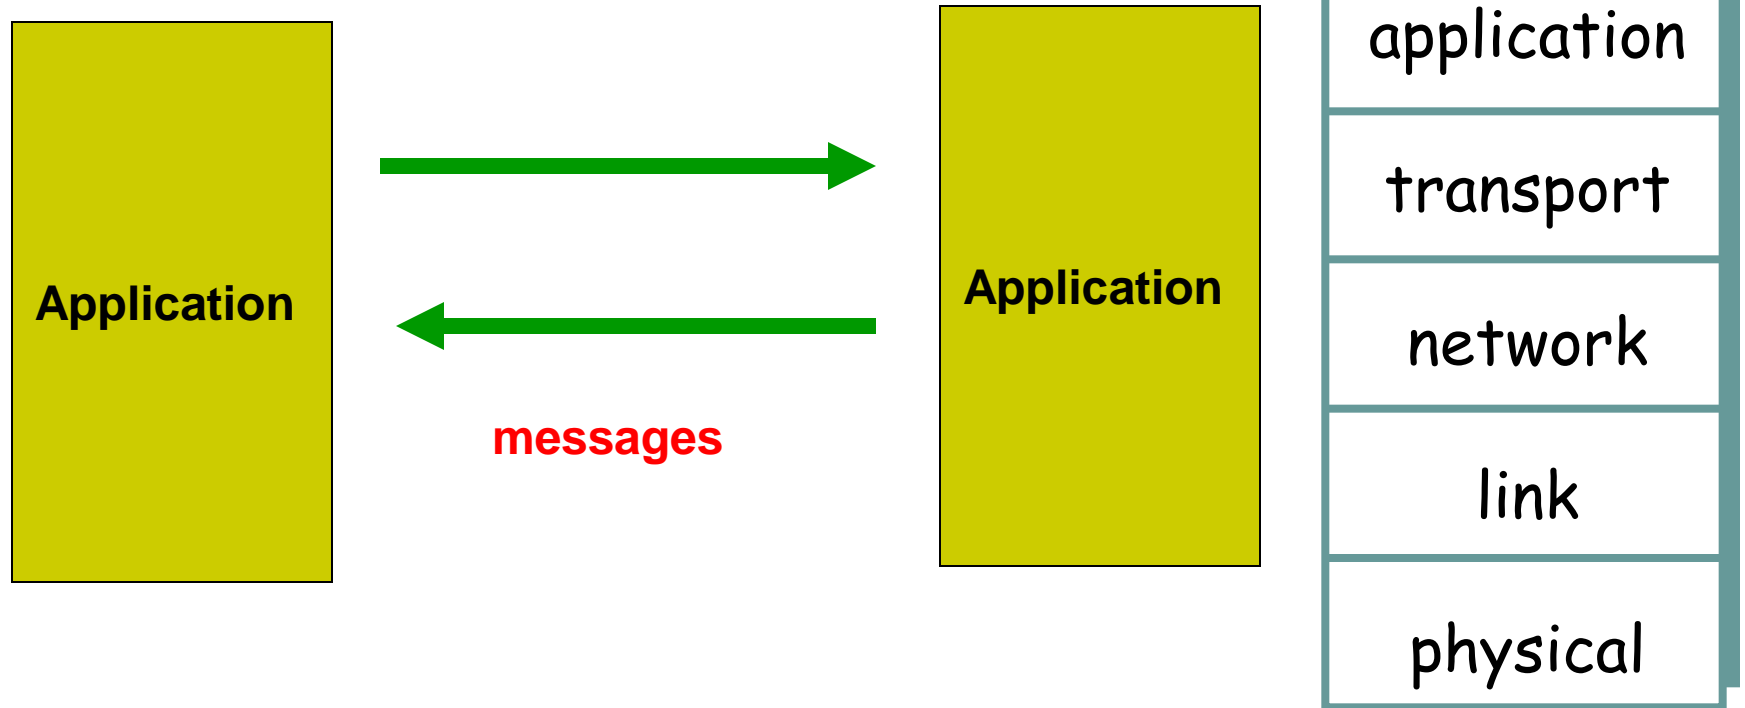 Application
messages
Application
application
transport
network
link
physical